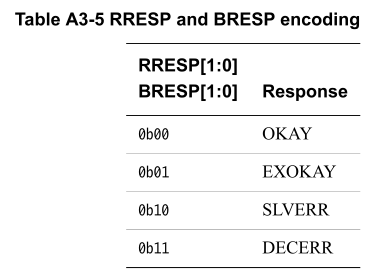 Table A3-5 RRESP and BRESP encoding
RRESP[1:0]
BRESP[1:0] Response
0b00 OKAY
0b01 EXOKAY
0b10 SLVERR
0b11 DECERR